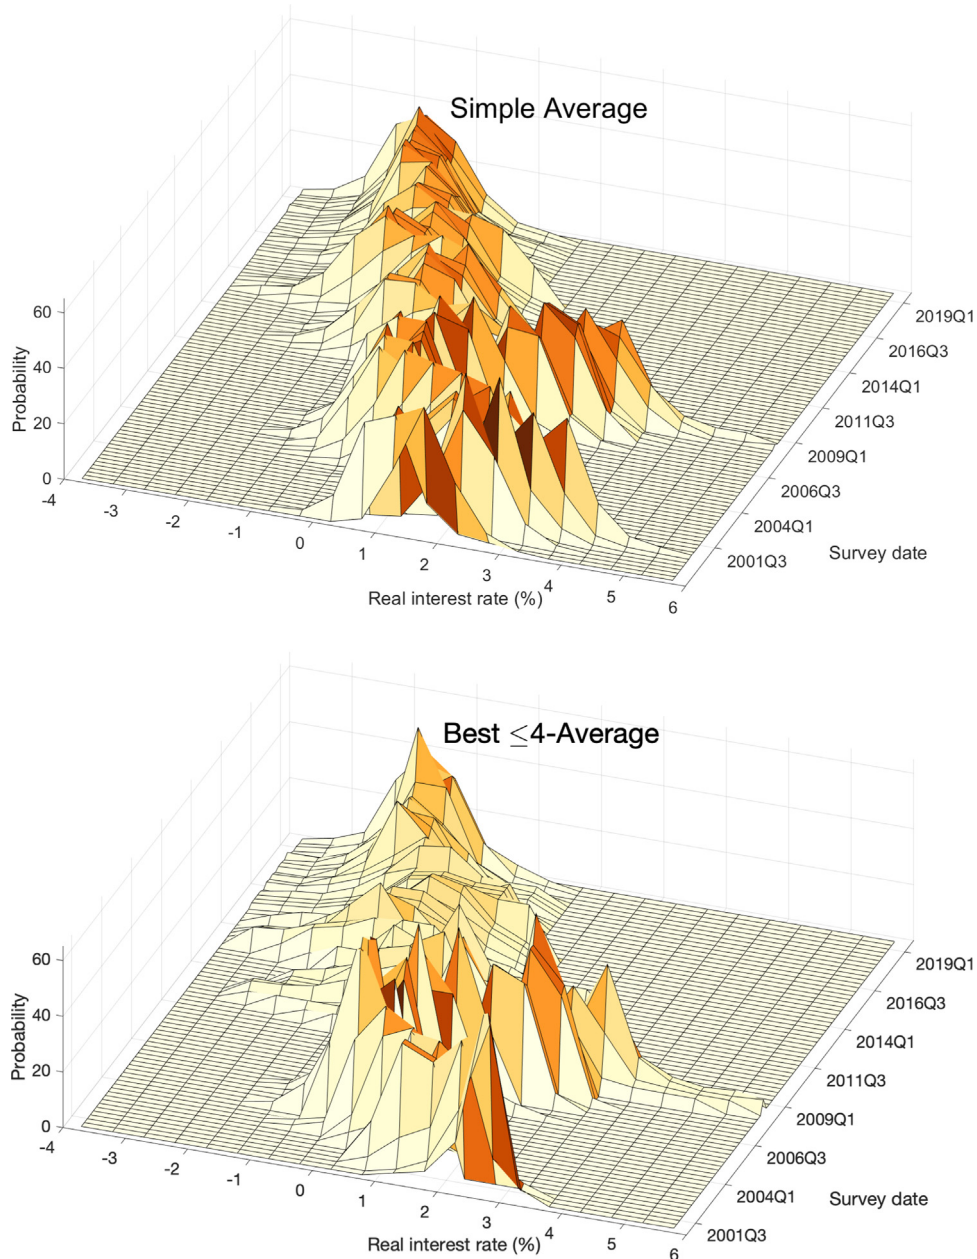 Simple Average
60
40
20
0
Probability
-4
-3
-2
-1
0
1
2
3
4
5
6
Real interest rate (%)
2019Q1
2016Q3
2014Q1
2011Q3
2009Q1
2006Q3
2004Q1
2001Q3
Survey date
Best ≤4-Average
60
40
20
0
Probability
-4
-3
-2
-1
0
1
2
3
4
5
6
Real interest rate (%)
2019Q1
2016Q3
2014Q1
2011Q3
2009Q1
2006Q3
2004Q1
2001Q3
Survey date